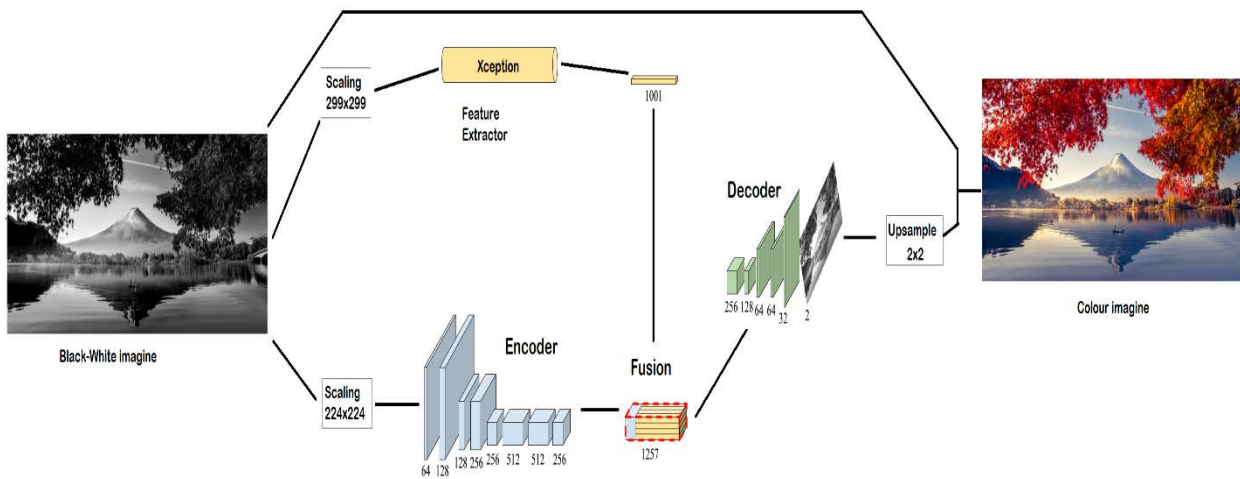 Black-White imagine
Scaling
299x299
Xception
Feature
Extractor
1001
Scaling
224x224
Encoder
64
128
128
256
256
512
512
256
Fusion
1257
Decoder
256
128
64
64
32
2
Upsample
2x2
Colour imagine